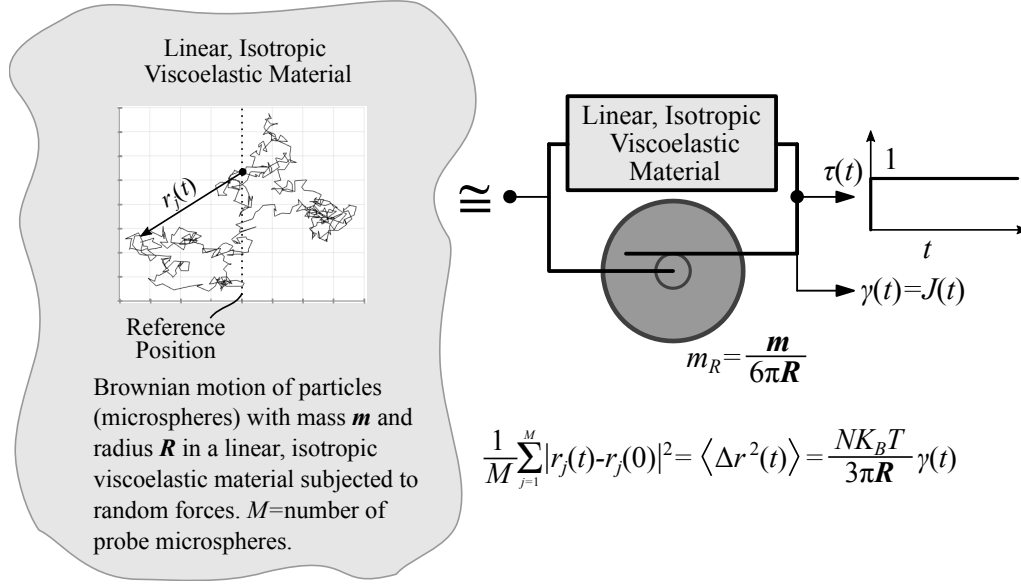 Linear, Isotropic
Viscoelastic Material
r_j(t)
Reference
Position
Brownian motion of particles
(microspheres) with mass m and
radius R in a linear, isotropic
viscoelastic material subjected to
random forces. M=number of
probe microspheres.
≅
Linear, Isotropic
Viscoelastic
Material
τ(t)
1
t
γ(t)=J(t)
m_R = m/6πR
1/M ∑_{j=1}^{M} |r_j(t)-r_j(0)|² = ⟨Δr²(t)⟩ = NK_BT/3πR γ(t)